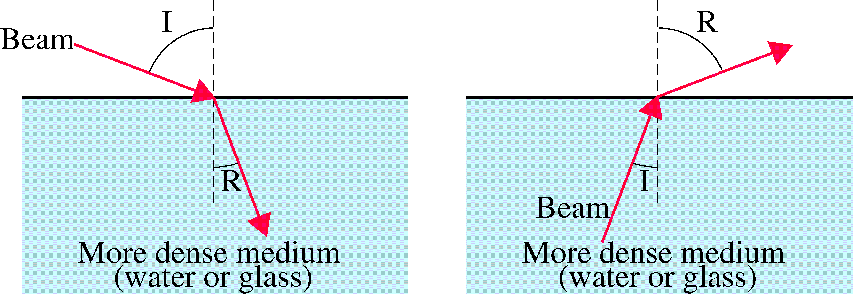 I
Beam
R
More dense medium
(water or glass)
R
I
Beam
More dense medium
(water or glass)